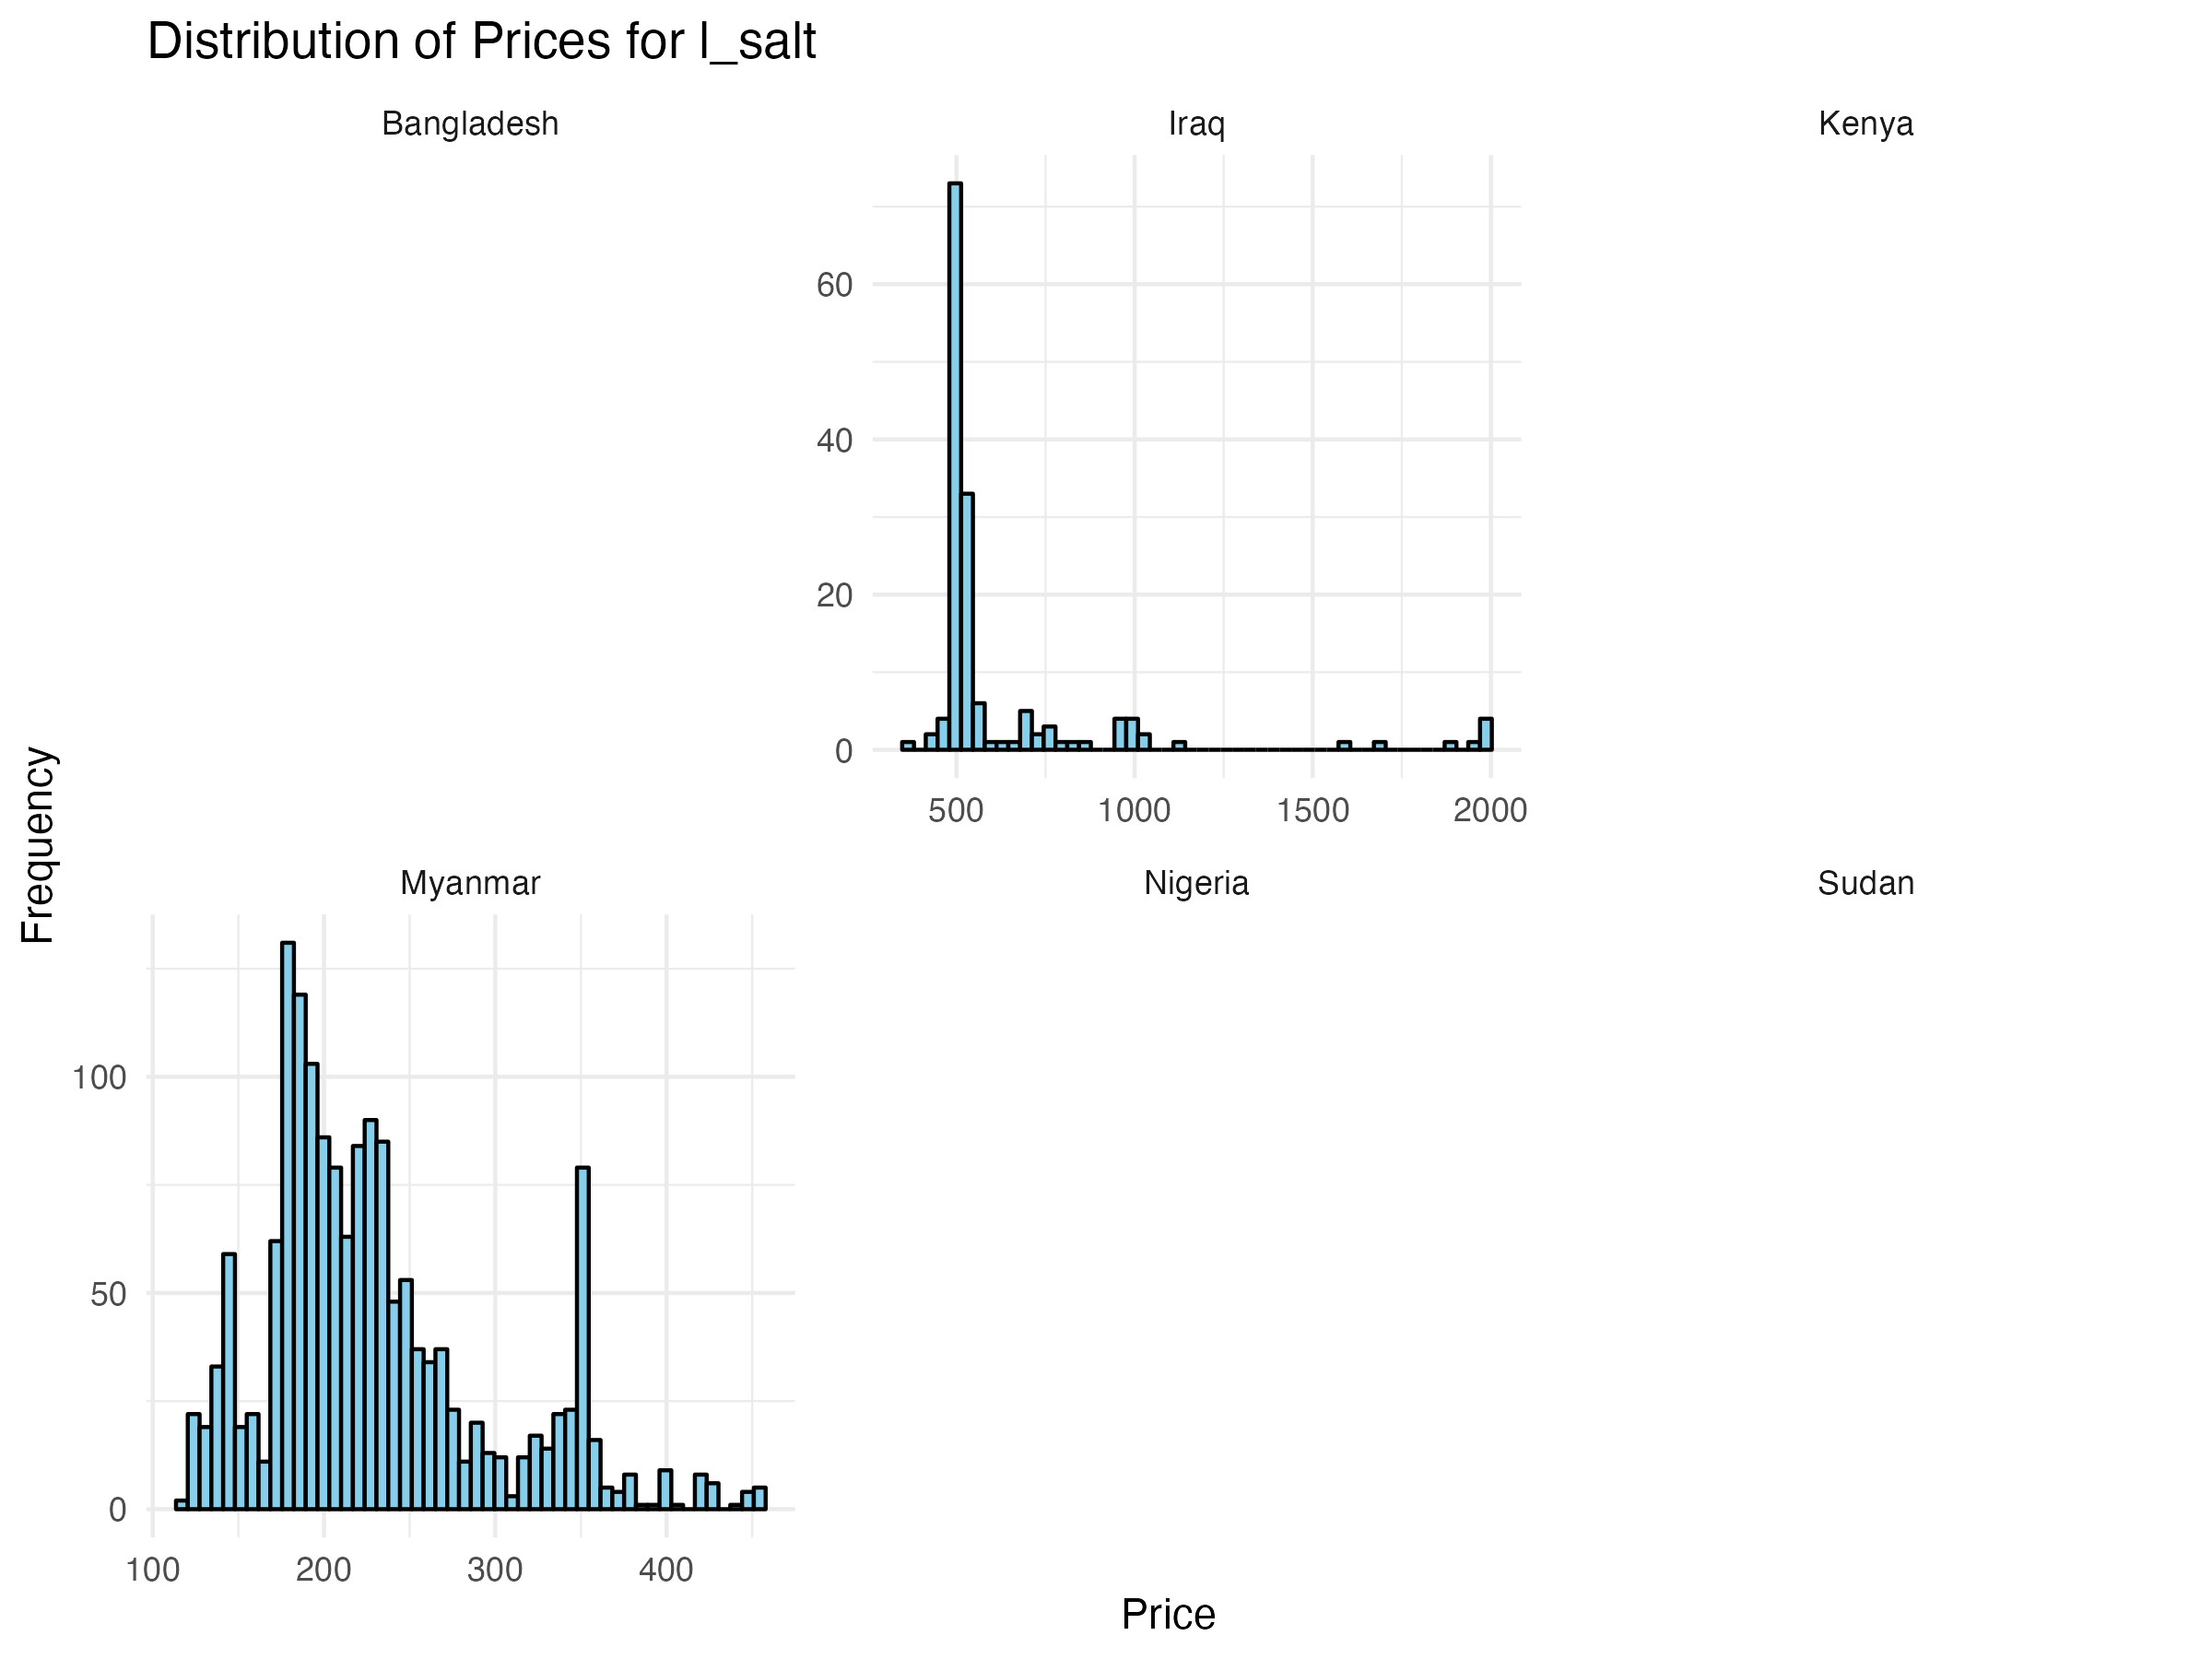 Distribution of Prices for l_salt
Bangladesh
Iraq
Kenya
60
40
20
0
500 1000 1500 2000
Frequency
Myanmar
Nigeria
Sudan
100
50
0
100 200 300 400
Price